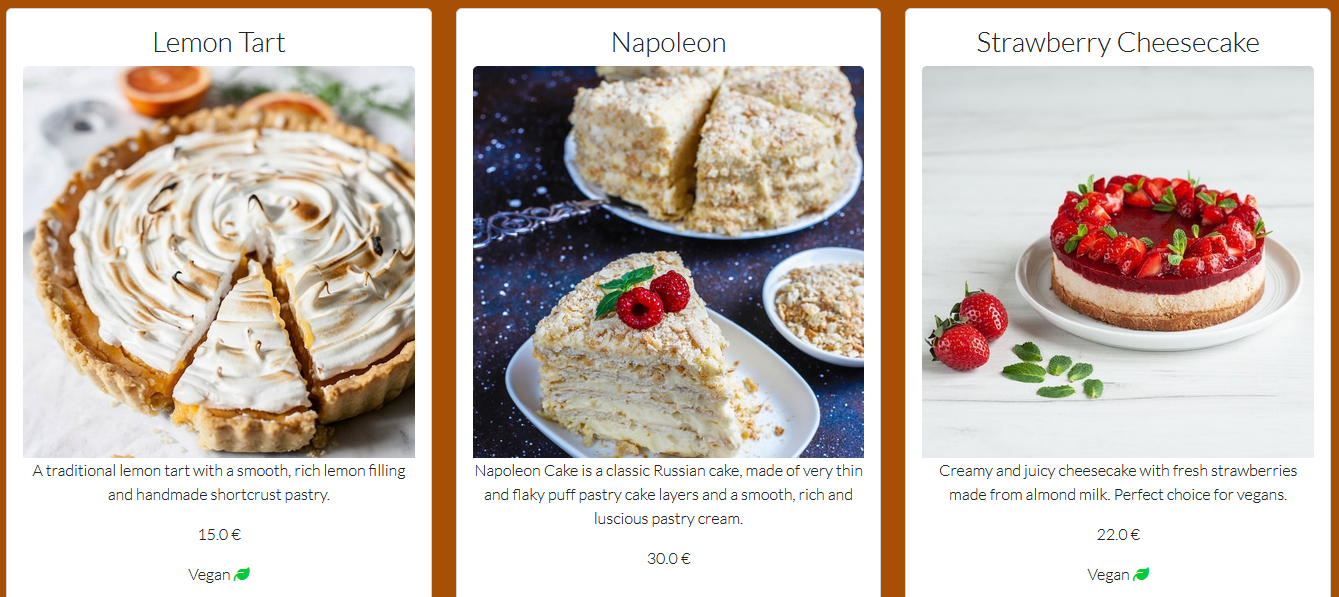 Lemon Tart
A traditional lemon tart with a smooth, rich lemon filling
and handmade shortcrust pastry.
15.0 €
Vegan
Napoleon
Napoleon Cake is a classic Russian cake, made of very thin
and flaky puff pastry cake layers and a smooth, rich and
luscious pastry cream.
30.0 €
Strawberry Cheesecake
Creamy and juicy cheesecake with fresh strawberries
made from almond milk. Perfect choice for vegans.
22.0 €
Vegan